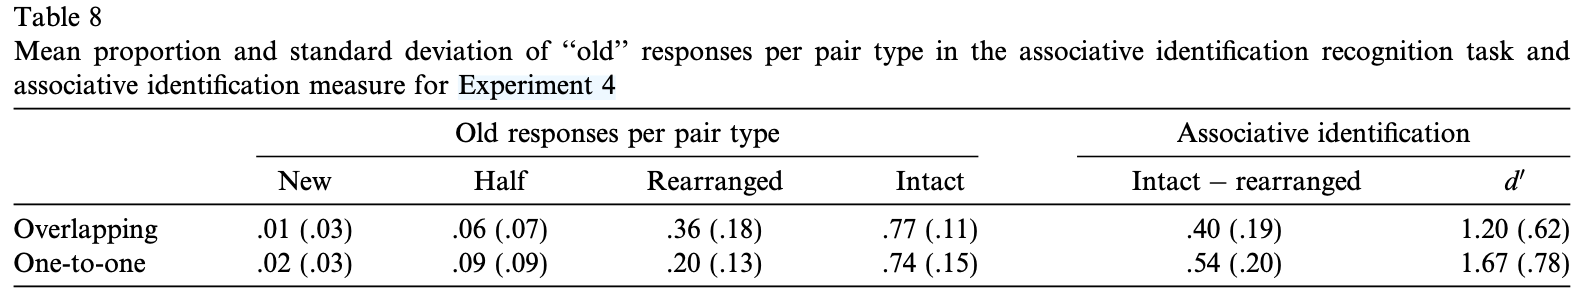 Table 8
Mean proportion and standard deviation of ‘‘old’’ responses per pair type in the associative identification recognition task and
associative identification measure for Experiment 4
Old responses per pair type Associative identification
New Half Rearranged Intact Intact − rearranged d′
Overlapping .01 (.03) .06 (.07) .36 (.18) .77 (.11) .40 (.19) 1.20 (.62)
One-to-one .02 (.03) .09 (.09) .20 (.13) .74 (.15) .54 (.20) 1.67 (.78)